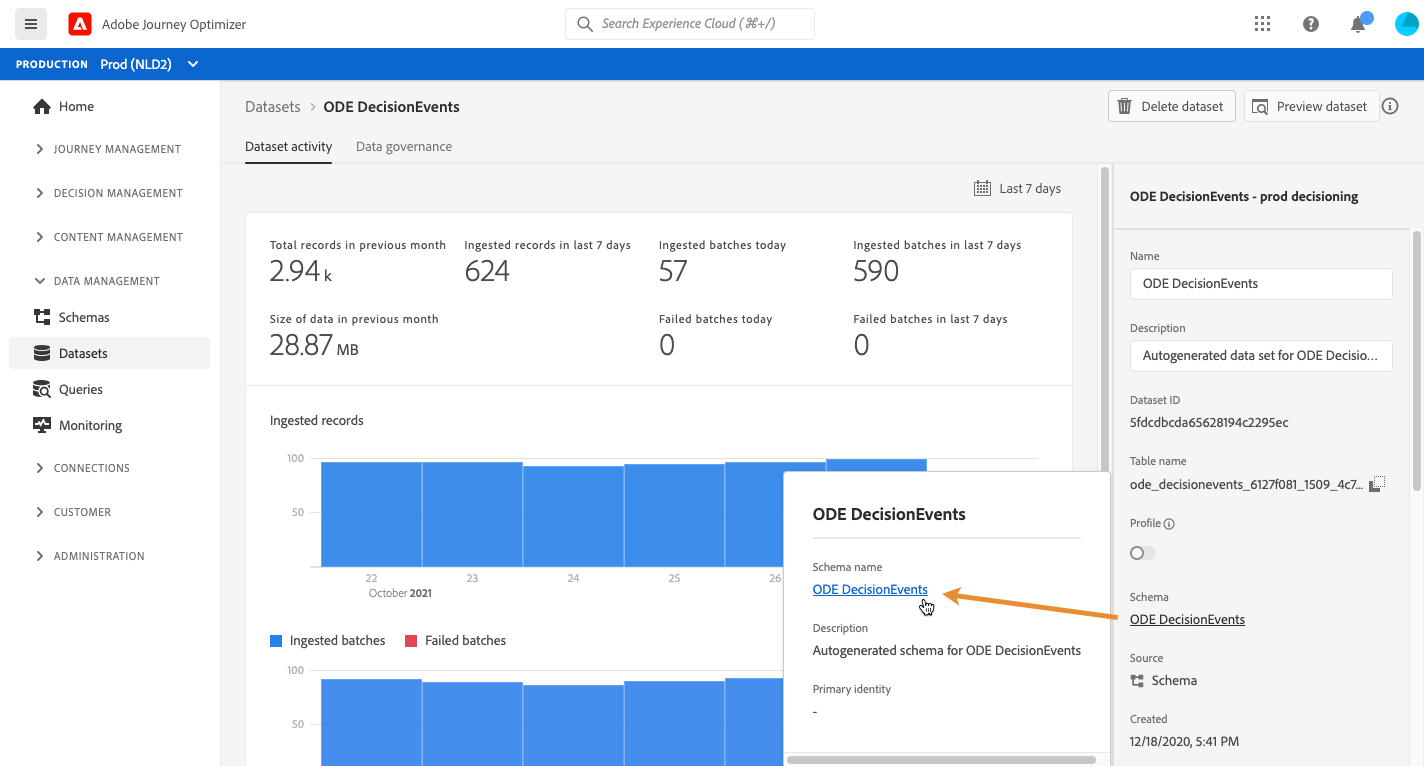 Adobe Journey Optimizer
Search Experience Cloud (⌘+/)
PRODUCTION Prod (NLD2)
Home
JOURNEY MANAGEMENT
DECISION MANAGEMENT
CONTENT MANAGEMENT
DATA MANAGEMENT
Schemas
Datasets
Queries
Monitoring
CONNECTIONS
CUSTOMER
ADMINISTRATION
Datasets > ODE DecisionEvents
Delete dataset
Preview dataset
Dataset activity
Data governance
Last 7 days
Total records in previous month
2.94 k
Ingested records in last 7 days
624
Ingested batches today
57
Ingested batches in last 7 days
590
Size of data in previous month
28.87 MB
Failed batches today
0
Failed batches in last 7 days
0
Ingested records
100
50
22 23 24 25 26
October 2021
Ingested batches Failed batches
100
50
ODE DecisionEvents
Schema name
ODE DecisionEvents
Description
Autogenerated schema for ODE DecisionEvents
Primary identity
-
ODE DecisionEvents - prod decisioning
Name
ODE DecisionEvents
Description
Autogenerated data set for ODE Decisio...
Dataset ID
5fdcdbcda65628194c2295ec
Table name
ode_decisionevents_6127f081_1509_4c7...
Profile
Schema
ODE DecisionEvents
Source
Schema
Created
12/18/2020, 5:41 PM